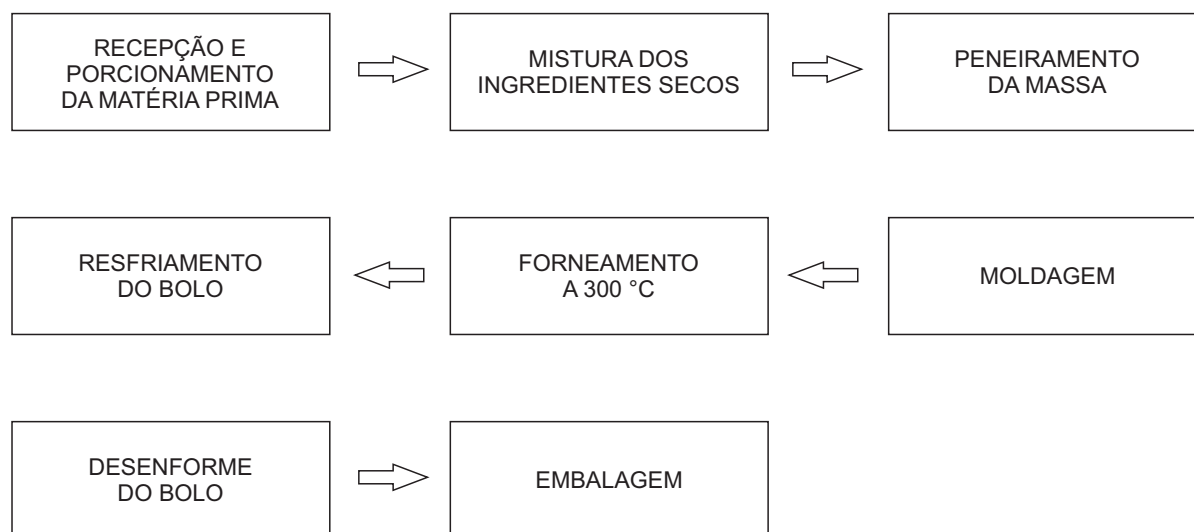 RECEPÇÃO E
PORCIONAMENTO
DA MATÉRIA PRIMA
MISTURA DOS
INGREDIENTES SECOS
PENEIRAMENTO
DA MASSA
RESFRIAMENTO
DO BOLO
FORNEAMENTO
A 300 °C
MOLDAGEM
DESENFORME
DO BOLO
EMBALAGEM